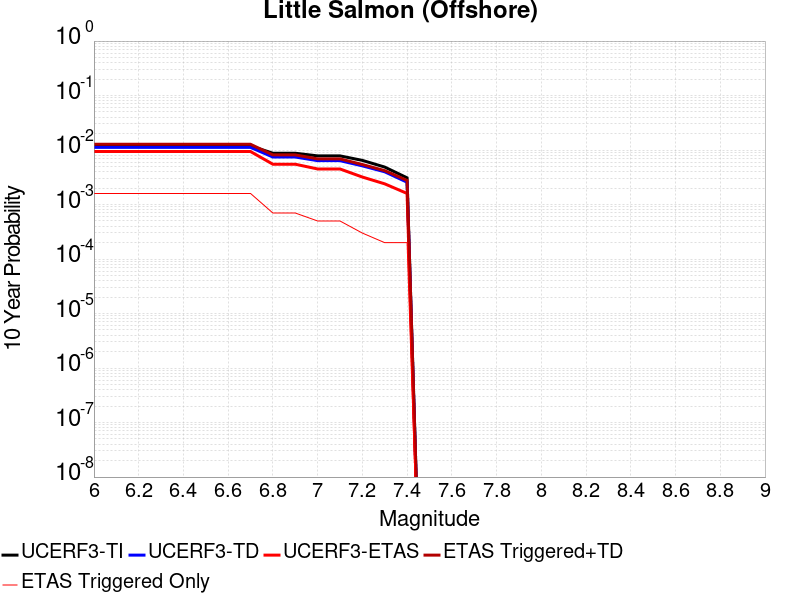 Little Salmon (Offshore)
10^0
10^-1
10^-2
10^-3
10^-4
10^-5
10^-6
10^-7
10^-8
10 Year Probability
6 6.2 6.4 6.6 6.8 7 7.2 7.4 7.6 7.8 8 8.2 8.4 8.6 8.8 9
Magnitude
UCERF3-TI UCERF3-TD UCERF3-ETAS ETAS Triggered+TD
ETAS Triggered Only